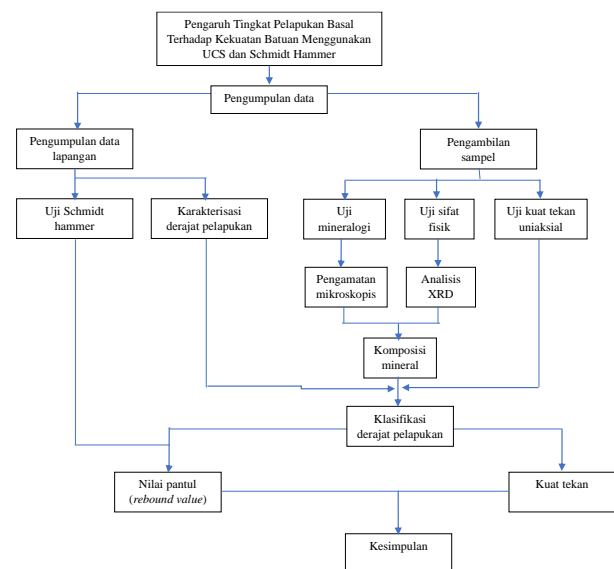 Pengaruh Tingkat Pelapukan Basal
Terhadap Kekuatan Batuan Menggunakan
UCS dan Schmidt Hammer
Pengumpulan data
Pengumpulan data
lapangan
Pengambilan
sampel
Uji Schmidt
hammer
Karakterisasi
derajat pelapukan
Uji
mineralogi
Uji sifat
fisik
Uji kuat tekan
uniaksial
Pengamatan
mikroskopis
Analisis
XRD
Komposisi
mineral
Klasifikasi
derajat pelapukan
Nilai pantul
(rebound value)
Kuat tekan
Kesimpulan